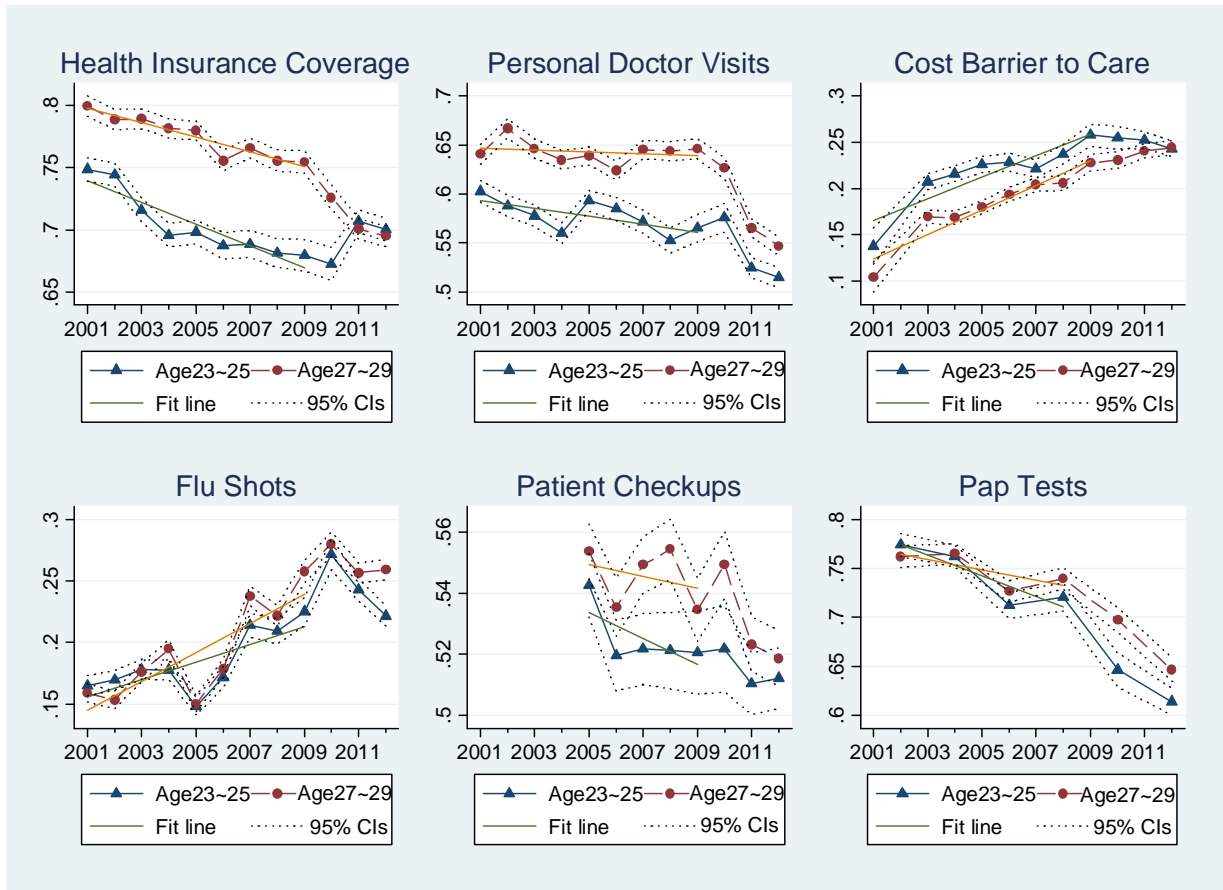 Health Insurance Coverage
.8
.75
.7
.65
2001 2003 2005 2007 2009 2011
Age23~25 Age27~29
Fit line 95% CIs
Personal Doctor Visits
.7
.65
.6
.55
.5
2001 2003 2005 2007 2009 2011
Age23~25 Age27~29
Fit line 95% CIs
Cost Barrier to Care
.3
.25
.2
.15
.1
2001 2003 2005 2007 2009 2011
Age23~25 Age27~29
Fit line 95% CIs
Flu Shots
.3
.25
.2
.15
2001 2003 2005 2007 2009 2011
Age23~25 Age27~29
Fit line 95% CIs
Patient Checkups
.56
.54
.52
.5
2001 2003 2005 2007 2009 2011
Age23~25 Age27~29
Fit line 95% CIs
Pap Tests
.8
.75
.7
.65
.6
2001 2003 2005 2007 2009 2011
Age23~25 Age27~29
Fit line 95% CIs